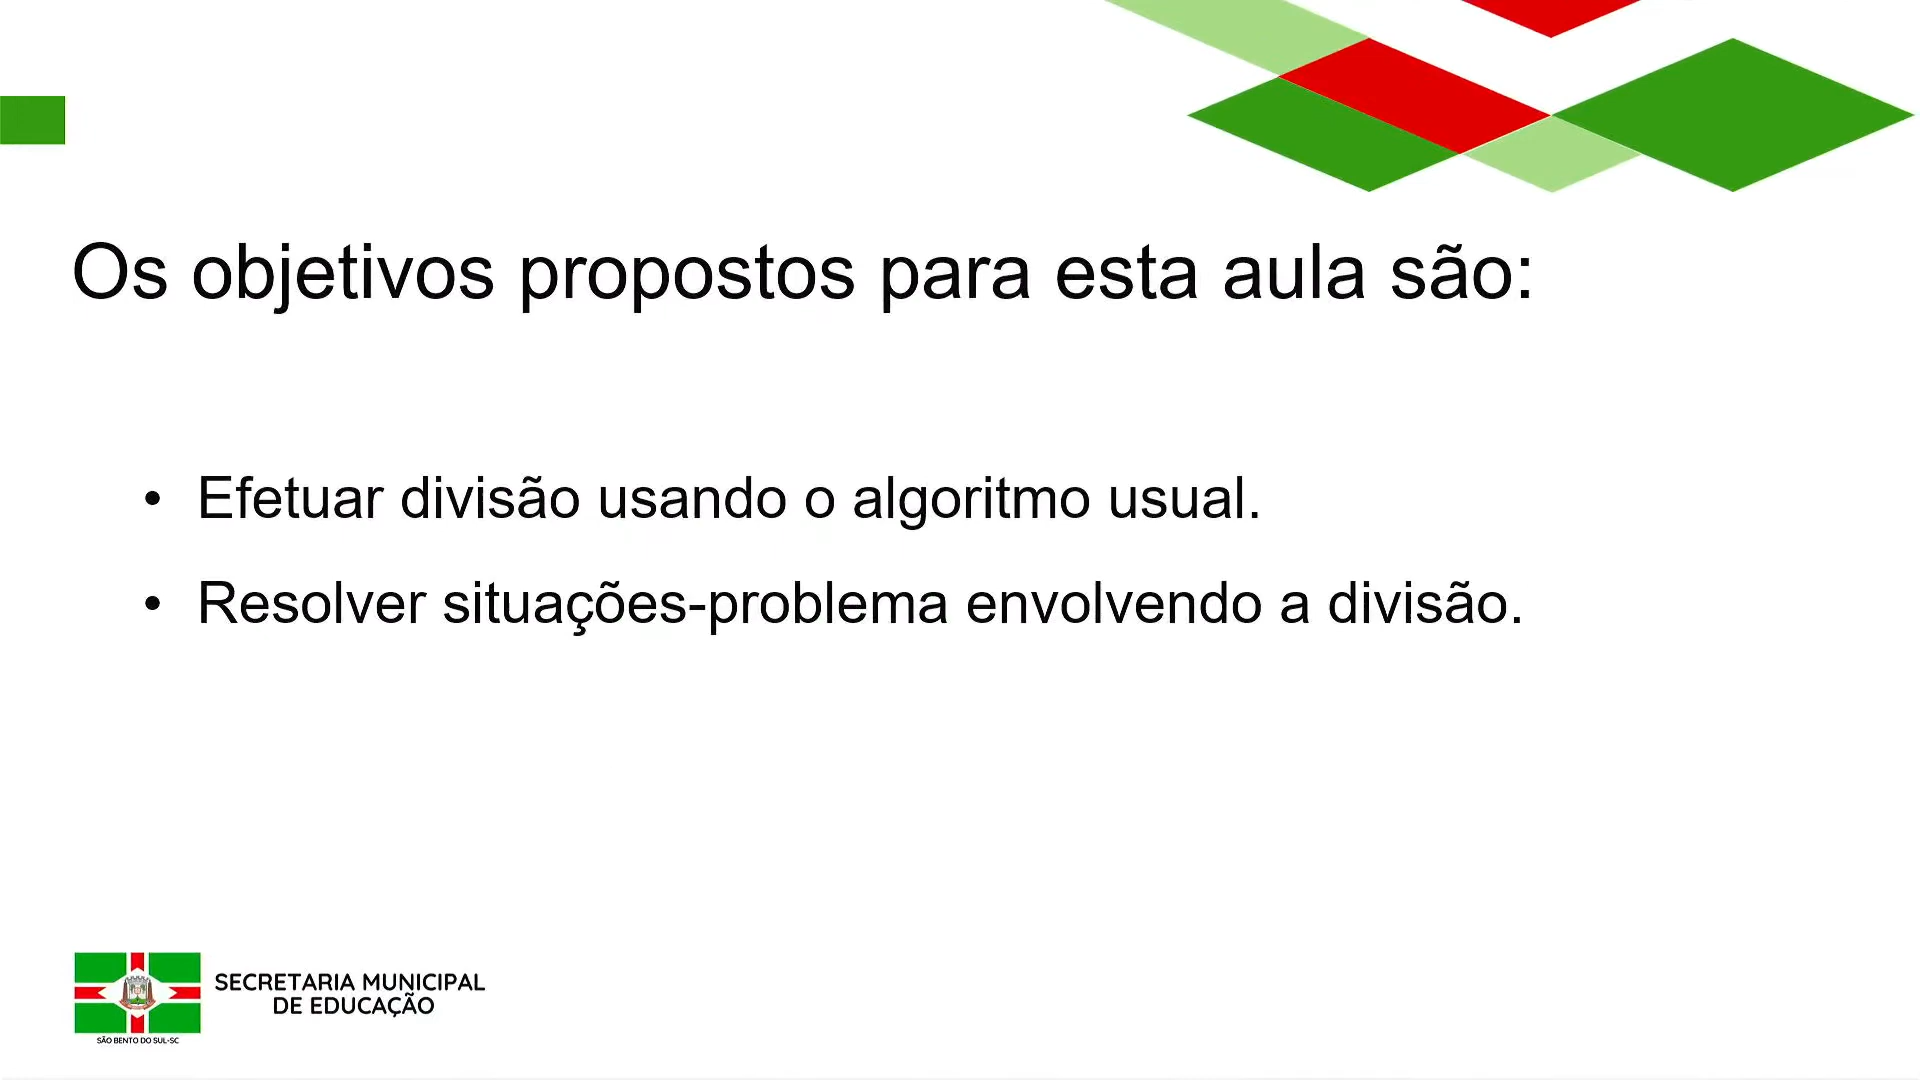 Os objetivos propostos para esta aula são:
• Efetuar divisão usando o algoritmo usual.
• Resolver situações-problema envolvendo a divisão.
SECRETARIA MUNICIPAL
DE EDUCAÇÃO
SÃO BENTO DO SUL-SC